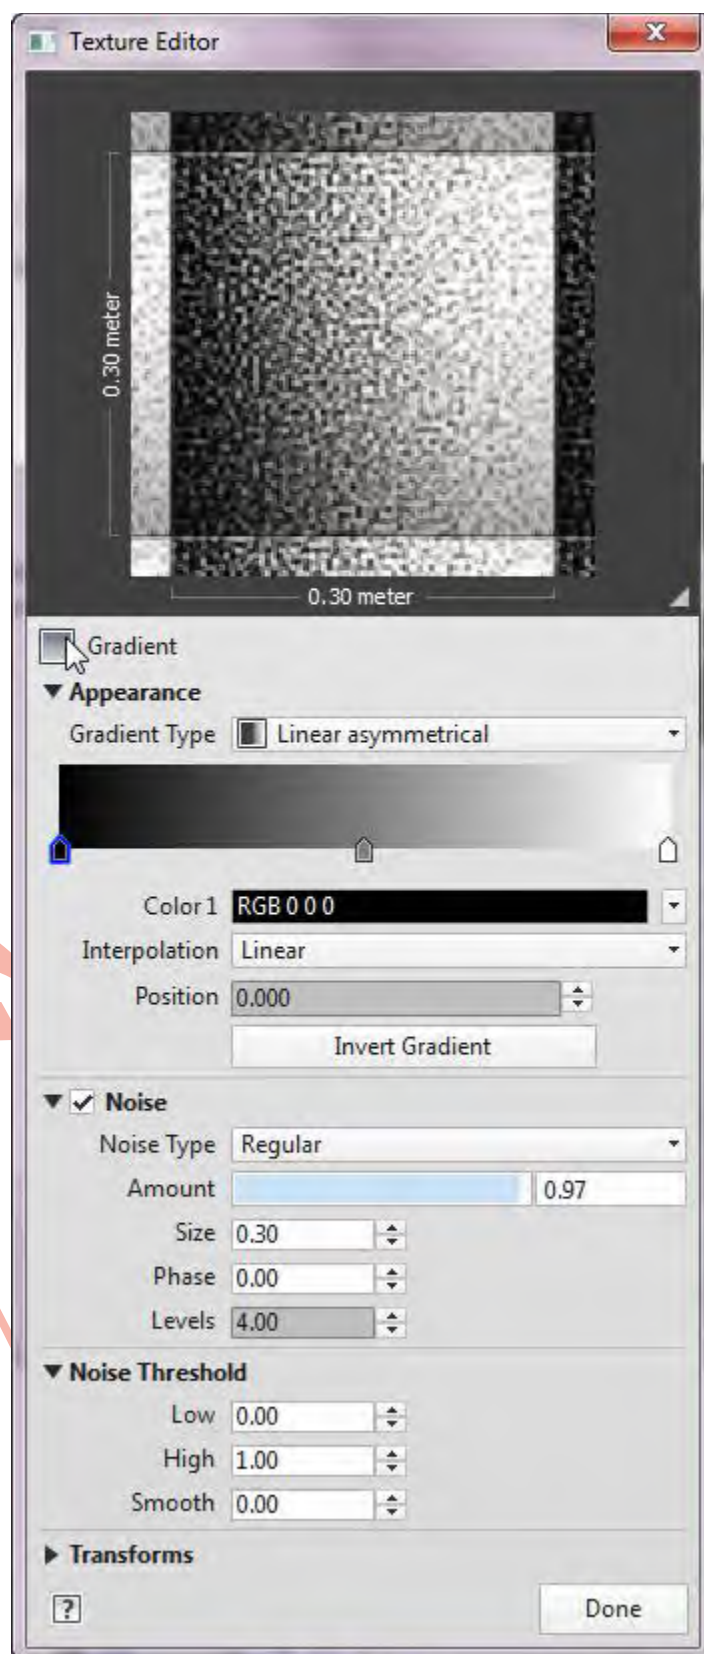 Texture Editor
0.30 meter
0.30 meter
Gradient
Appearance
Gradient Type Linear asymmetrical
Color 1 RGB 0 0 0
Interpolation Linear
Position 0.000
Invert Gradient
Noise
Noise Type Regular
Amount 0.97
Size 0.30
Phase 0.00
Levels 4.00
Noise Threshold
Low 0.00
High 1.00
Smooth 0.00
Transforms
? Done